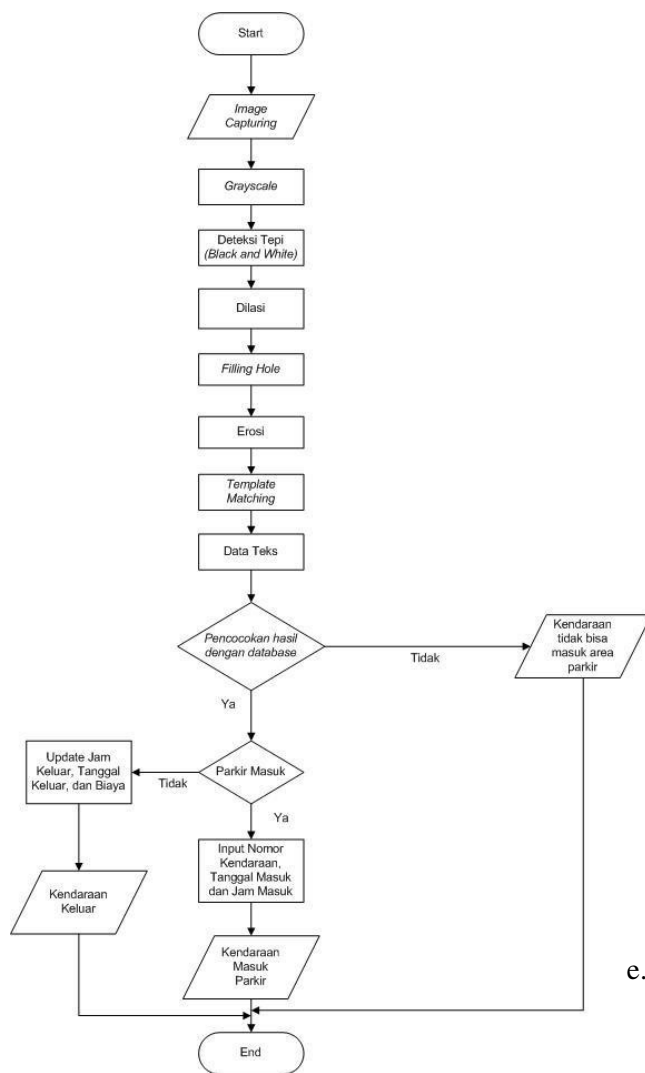 Start
Image
Capturing
Grayscale
Deteksi Tepi
(Black and White)
Dilasi
Filling Hole
Erosi
Template
Matching
Data Teks
Pencocokan hasil
dengan database
Tidak
Kendaraan
tidak bisa
masuk area
parkir
Ya
Parkir Masuk
Tidak
Update Jam
Keluar, Tanggal
Keluar, dan Biaya
Ya
Input Nomor
Kendaraan,
Tanggal Masuk
dan Jam Masuk
Kendaraan
Keluar
Kendaraan
Masuk
Parkir
e.
End